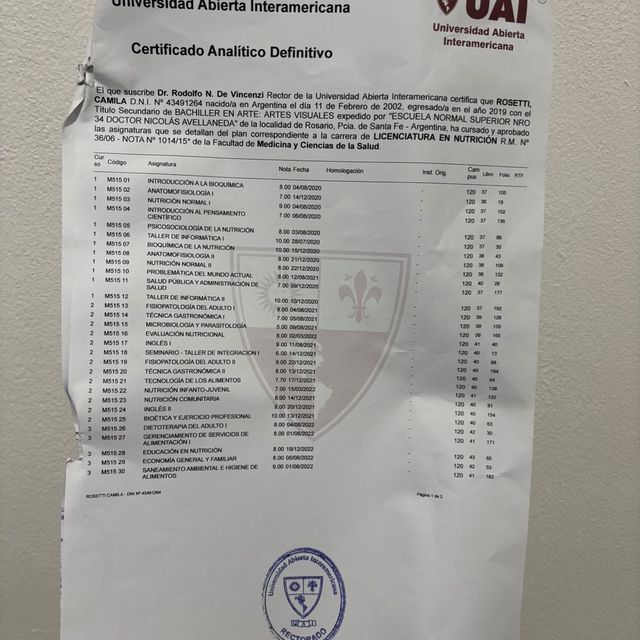 Universidad Abierta Interamericana
UAI
Universidad Abierta
Interamericana
Certificado Analítico Definitivo
El que suscribe Dr. Rodolfo N. De Vincenzi Rector de la Universidad Abierta Interamericana certifica que ROSETTI,
CAMILA D.N.I. Nº 43491264 nacido/a en Argentina el día 11 de Febrero de 2002, egresado/a en el año 2019 con el
Título Secundario de BACHILLER EN ARTE: ARTES VISUALES expedido por "ESCUELA NORMAL SUPERIOR NRO
34 DOCTOR NICOLÁS AVELLANEDA" de la localidad de Rosario, Pcia. de Santa Fe - Argentina, ha cursado y aprobado
las asignaturas que se detallan del plan correspondiente a la carrera de LICENCIATURA EN NUTRICIÓN R.M. Nº
36/06 - NOTA Nº 1014/15* de la Facultad de Medicina y Ciencias de la Salud.
Cur so Código Asignatura Nota Fecha Homologación Inst. Orig. Cam pus Libro Folio RTF
1 M515 01 INTRODUCCIÓN A LA BIOQUÍMICA 8.00 04/08/2020 - 120 37 105
1 M515 02 ANATOMOFISIOLOGÍA I 7.00 14/12/2020 - 120 38 19
1 M515 03 NUTRICIÓN NORMAL I 9.00 04/08/2020 - 120 37 102
1 M515 04 INTRODUCCIÓN AL PENSAMIENTO CIENTÍFICO 7.00 06/08/2020 - 120 37 136
1 M515 05 PSICOSOCIOLOGÍA DE LA NUTRICIÓN 8.00 03/08/2020 - 120 37 86
1 M515 06 TALLER DE INFORMÁTICA I 10.00 28/07/2020 - 120 37 30
1 M515 07 BIOQUÍMICA DE LA NUTRICIÓN 10.00 15/12/2020 - 120 38 43
1 M515 08 ANATOMOFISIOLOGÍA II 8.00 21/12/2020 - 120 38 109
1 M515 09 NUTRICIÓN NORMAL II 8.00 22/12/2020 - 120 38 132
1 M515 10 PROBLEMÁTICA DEL MUNDO ACTUAL 8.00 12/08/2021 - 120 40 28
1 M515 11 SALUD PÚBLICA Y ADMINISTRACIÓN DE SALUD 7.00 09/12/2020 - 120 37 177
1 M515 12 TALLER DE INFORMÁTICA II 10.00 10/12/2020 - 120 37 192
2 M515 13 FISIOPATOLOGÍA DEL ADULTO I 8.00 04/08/2021 - 120 39 128
2 M515 14 TÉCNICA GASTRONÓMICA I 7.00 05/08/2021 - 120 39 135
2 M515 15 MICROBIOLOGÍA Y PARASITOLOGÍA 5.00 09/08/2021 - 120 39 165
2 M515 16 EVALUACIÓN NUTRICIONAL 8.00 02/03/2022 - 120 41 40
2 M515 17 INGLÉS I 9.00 11/08/2021 - 120 40 13
2 M515 18 SEMINARIO - TALLER DE INTEGRACIÓN I 6.00 14/12/2021 - 120 40 88
2 M515 19 FISIOPATOLOGÍA DEL ADULTO II 9.00 22/12/2021 - 120 40 194
2 M515 20 TÉCNICA GASTRONÓMICA II 8.00 13/12/2021 - 120 40
2 M515 21 TECNOLOGÍA DE LOS ALIMENTOS 7.70 17/12/2021 - 120 40 138
2 M515 22 NUTRICIÓN INFANTO-JUVENIL 7.00 15/03/2022 - 120 41 122
2 M515 23 NUTRICIÓN COMUNITARIA 8.00 14/12/2021 - 120 40 91
2 M515 24 INGLÉS II 8.00 20/12/2021 - 120 40 154
2 M515 25 BIOÉTICA Y EJERCICIO PROFESIONAL 10.00 13/12/2021 - 120 40 63
3 M515 26 DIETOTERAPIA DEL ADULTO I 8.00 04/08/2022 - 120 42 30
3 M515 27 GERENCIAMIENTO DE SERVICIOS DE ALIMENTACIÓN I 8.00 01/08/2022 - 120 41 171
3 M515 28 EDUCACIÓN EN NUTRICIÓN 8.00 19/12/2022 - 120 43 65
3 M515 29 ECONOMÍA GENERAL Y FAMILIAR 8.00 05/08/2022 - 120 42 53
3 M515 30 SANEAMIENTO AMBIENTAL E HIGIENE DE ALIMENTOS 9.00 01/08/2022 - 120 41 182
ROSETTI CAMILA - DNI Nº 43491264 Página 1 de 2
Universidad Abierta Interamericana
UAI
RECTORADO